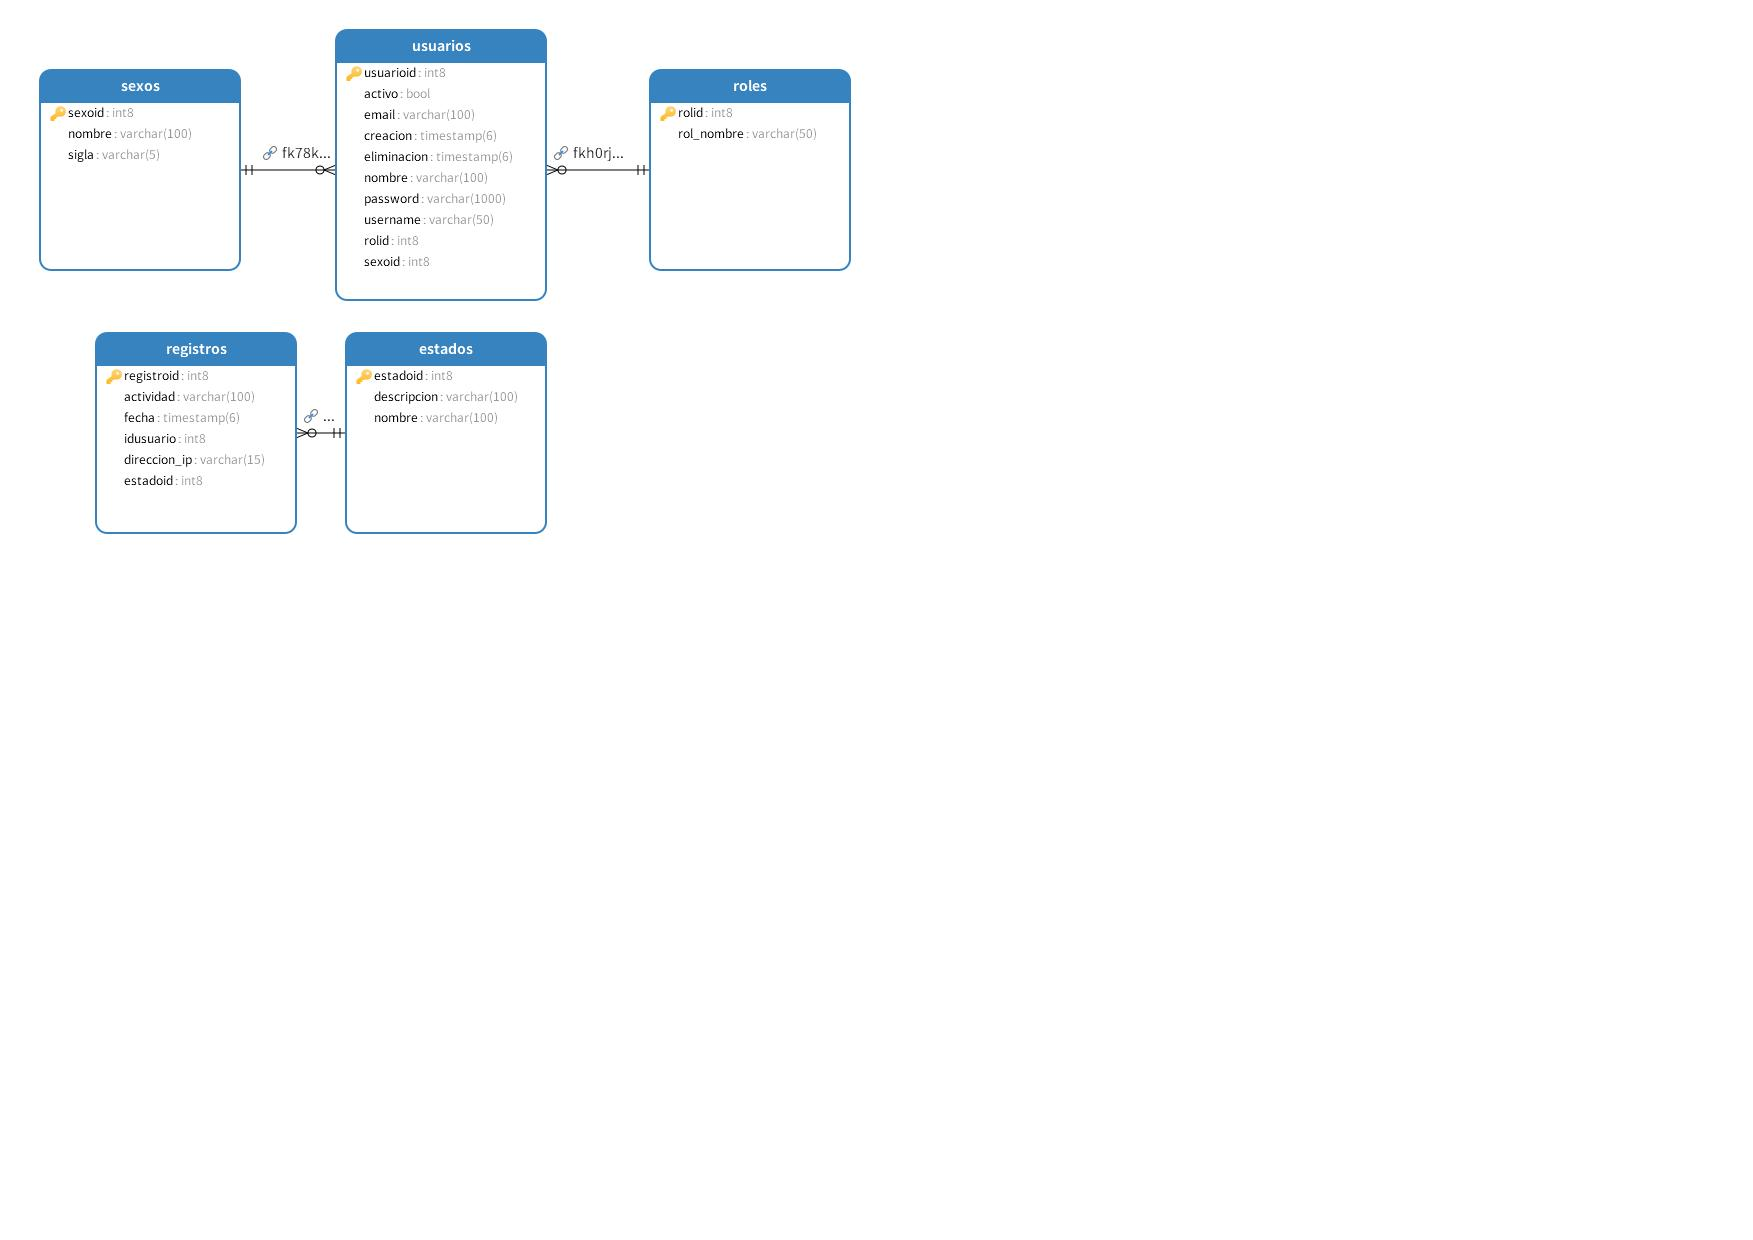 sexos
sexoid : int8
nombre : varchar(100)
sigla : varchar(5)
fk78k...
usuarios
usuarioid : int8
activo : bool
email : varchar(100)
creacion : timestamp(6)
eliminacion : timestamp(6)
nombre : varchar(100)
password : varchar(1000)
username : varchar(50)
rolid : int8
sexoid : int8
fkh0rj...
roles
rolid : int8
rol_nombre : varchar(50)
registros
registroid : int8
actividad : varchar(100)
fecha : timestamp(6)
idusuario : int8
direccion_ip : varchar(15)
estadoid : int8
...
estados
estadoid : int8
descripcion : varchar(100)
nombre : varchar(100)